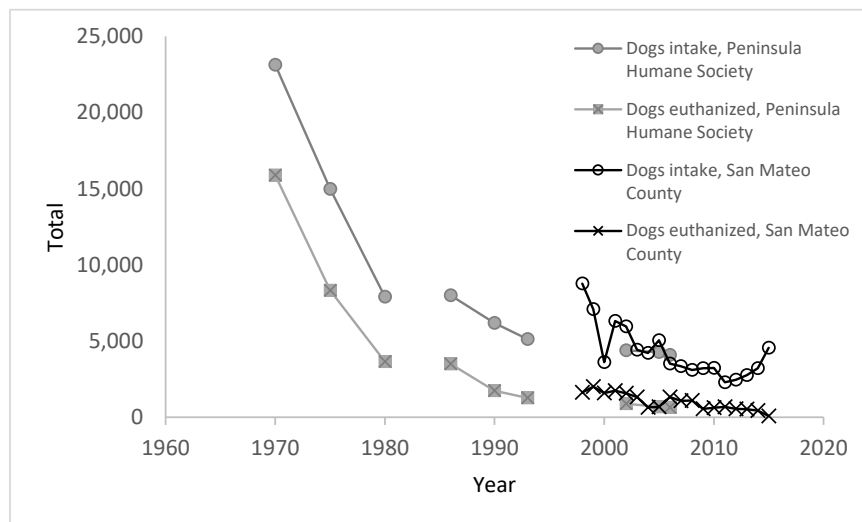 25,000
20,000
15,000
10,000
5,000
0
1960
1970
1980
1990
2000
2010
2020
Total
Year
Dogs intake, Peninsula
Humane Society
Dogs euthanized, Peninsula
Humane Society
Dogs intake, San Mateo
County
Dogs euthanized, San Mateo
County